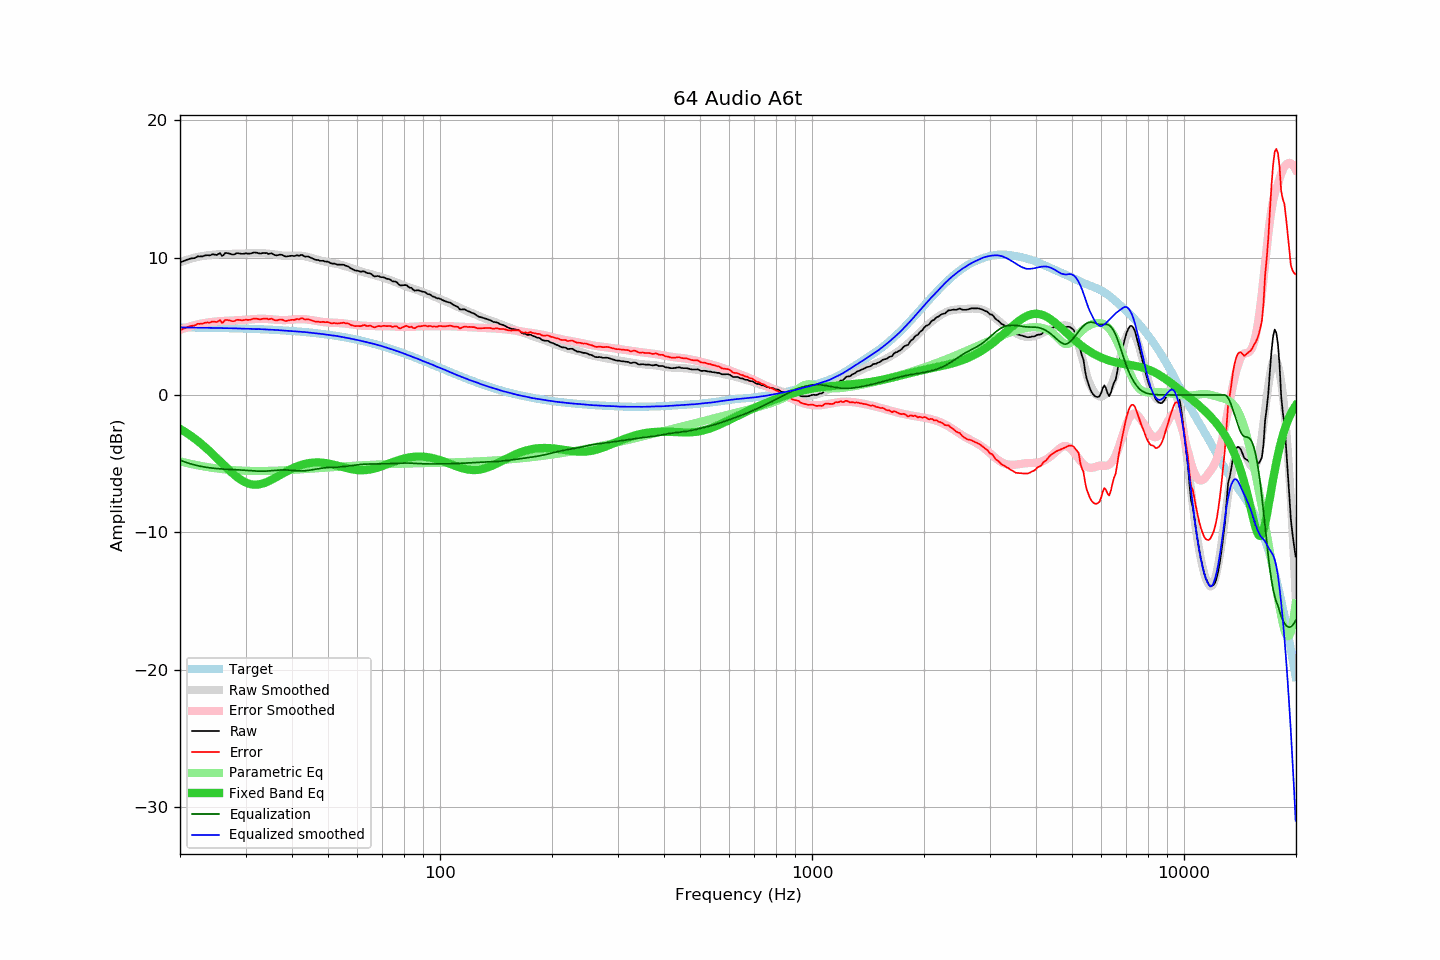 64 Audio A6t
20
10
0
−10
−20
−30
Amplitude (dBr)
Target
Raw Smoothed
Error Smoothed
Raw
Error
Parametric Eq
Fixed Band Eq
Equalization
Equalized smoothed
100
1000
10000
Frequency (Hz)